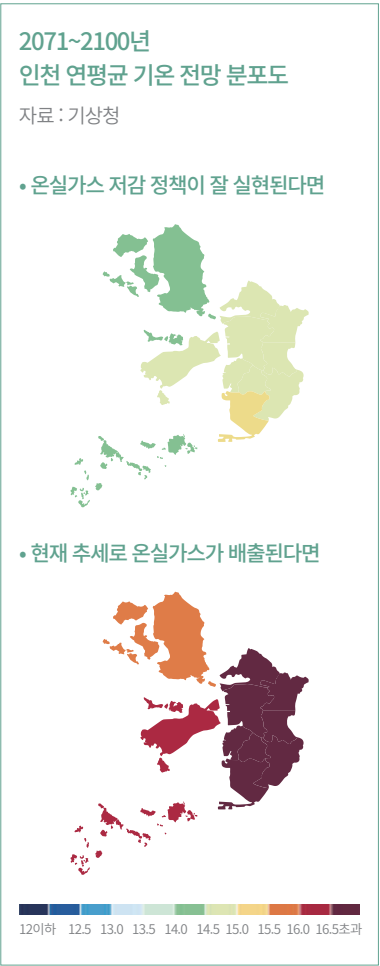 2071~2100년
인천 연평균 기온 전망 분포도
자료 : 기상청
• 온실가스 저감 정책이 잘 실현된다면
• 현재 추세로 온실가스가 배출된다면
12이하 12.5 13.0 13.5 14.0 14.5 15.0 15.5 16.0 16.5초과